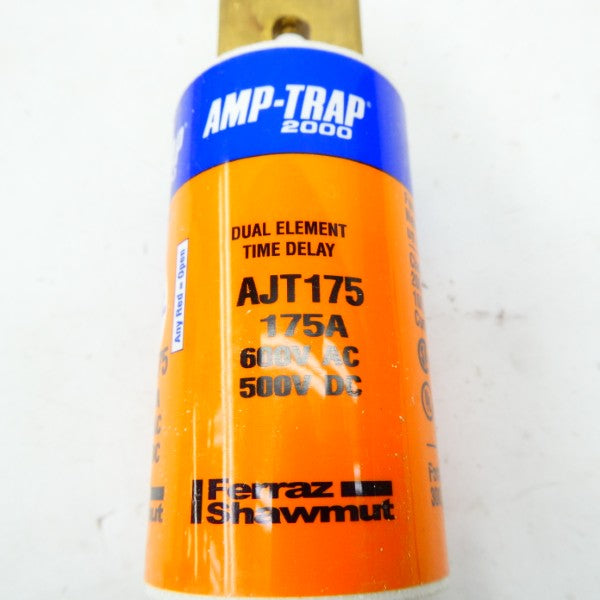 AMP-TRAP®
2000
DUAL ELEMENT
TIME DELAY
AJT175
175A
600V AC
500V DC
Ferraz
Shawmut
Any Red = Open